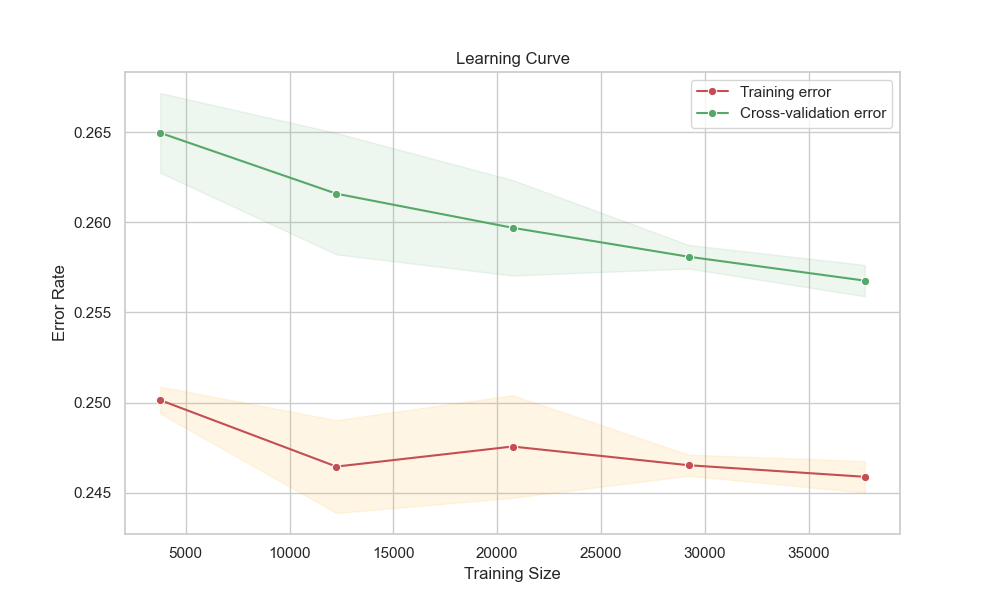 Learning Curve
Training error
Cross-validation error
0.265
0.260
0.255
0.250
0.245
Error Rate
5000 10000 15000 20000 25000 30000 35000
Training Size